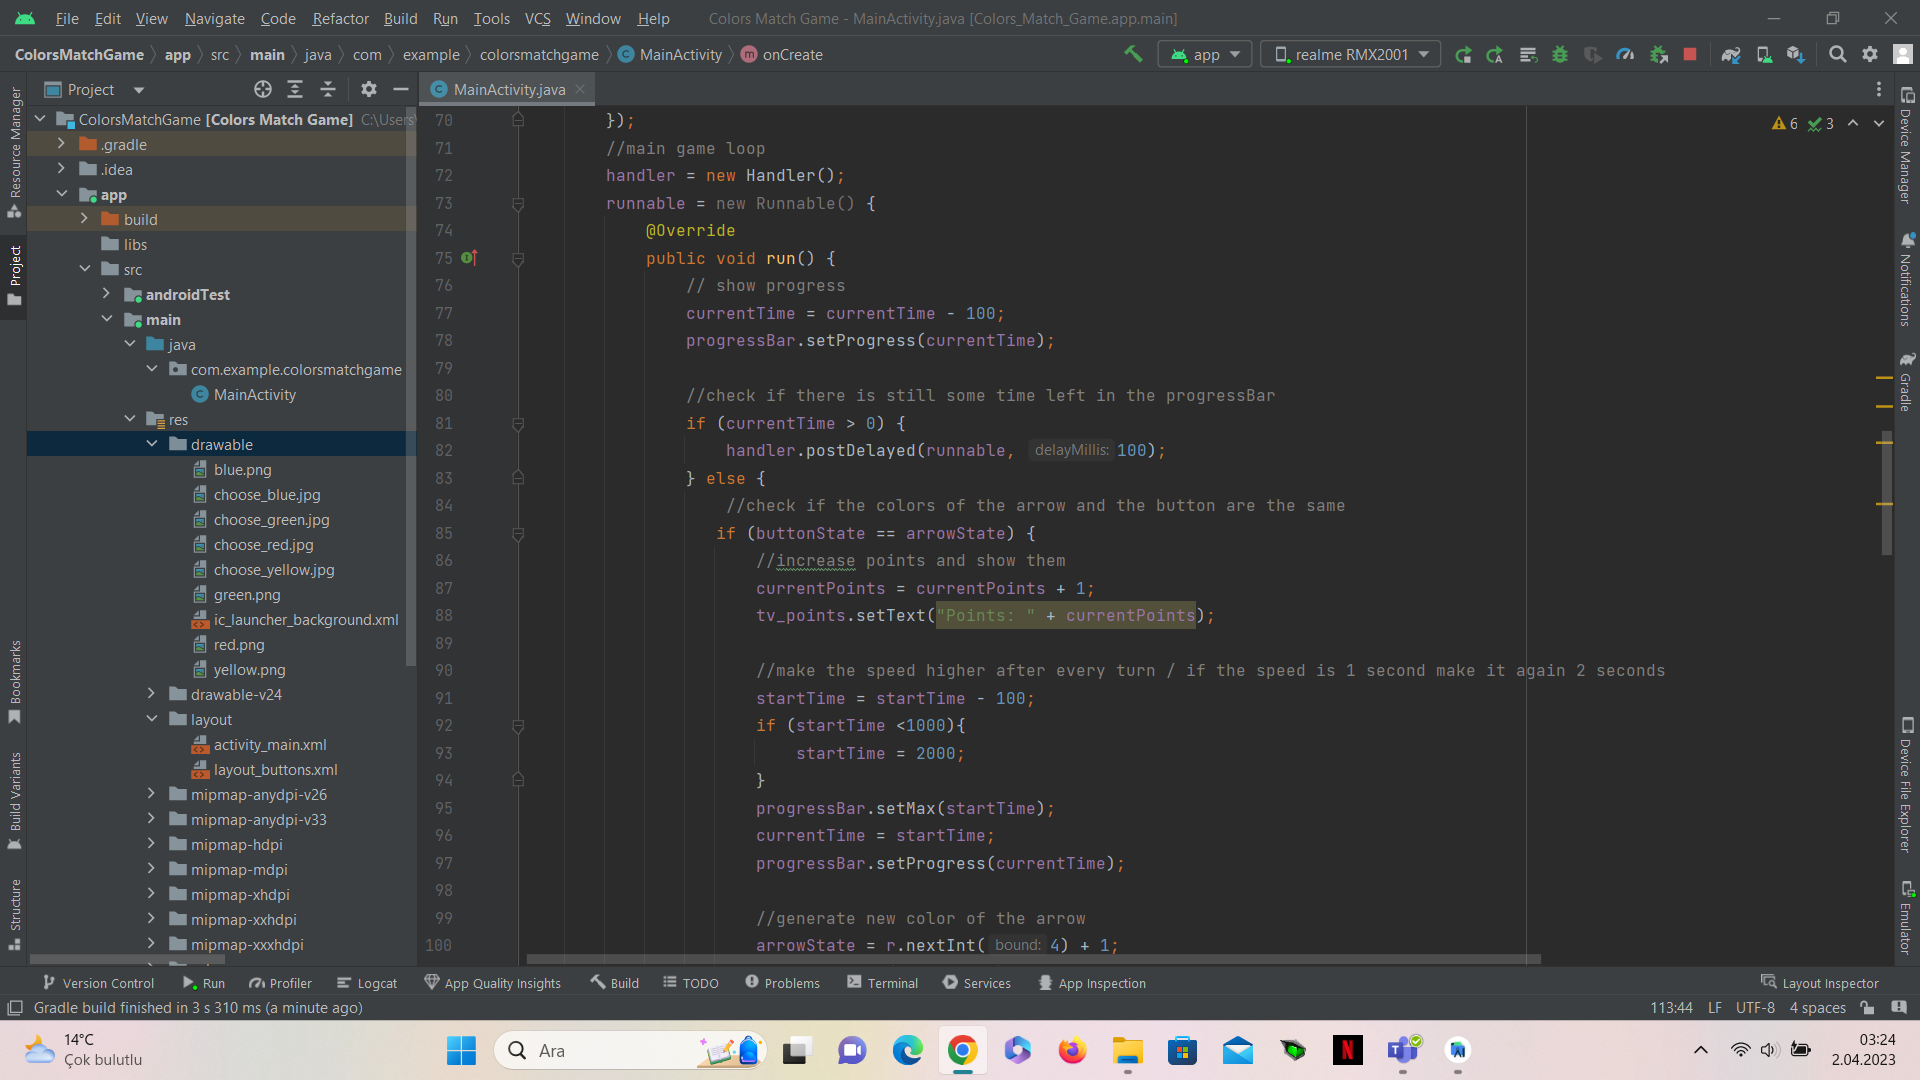 File Edit View Navigate Code Refactor Build Run Tools VCS Window Help Colors Match Game - MainActivity.java [Colors_Match_Game.app.main]
ColorsMatchGame app src main java com example colorsmatchgame C MainActivity m onCreate app realme RMX2001
Project
MainActivity.java
ColorsMatchGame [Colors Match Game] C:\Users
.gradle
.idea
app
build
libs
src
androidTest
main
java
com.example.colorsmatchgame
C MainActivity
res
drawable
blue.png
choose_blue.jpg
choose_green.jpg
choose_red.jpg
choose_yellow.jpg
green.png
ic_launcher_background.xml
red.png
yellow.png
drawable-v24
layout
activity_main.xml
layout_buttons.xml
mipmap-anydpi-v26
mipmap-anydpi-v33
mipmap-hdpi
mipmap-mdpi
mipmap-xhdpi
mipmap-xxhdpi
mipmap-xxxhdpi
Resource Manager
Project
Bookmarks
Build Variants
Structure
6 3
70 });
71 //main game loop
72 handler = new Handler();
73 runnable = new Runnable() {
74 @Override
75 public void run() {
76 // show progress
77 currentTime = currentTime - 100;
78 progressBar.setProgress(currentTime);
79
80 //check if there is still some time left in the progressBar
81 if (currentTime > 0) {
82 handler.postDelayed(runnable, delayMillis: 100);
83 } else {
84 //check if the colors of the arrow and the button are the same
85 if (buttonState == arrowState) {
86 //increase points and show them
87 currentPoints = currentPoints + 1;
88 tv_points.setText("Points: " + currentPoints);
89
90 //make the speed higher after every turn / if the speed is 1 second make it again 2 seconds
91 startTime = startTime - 100;
92 if (startTime <1000){
93 startTime = 2000;
94 }
95 progressBar.setMax(startTime);
96 currentTime = startTime;
97 progressBar.setProgress(currentTime);
98
99 //generate new color of the arrow
100 arrowState = r.nextInt( bound: 4) + 1;
Device Manager
Notifications
Gradle
Device File Explorer
Emulator
Version Control Run Profiler Logcat App Quality Insights Build TODO Problems Terminal Services App Inspection Layout Inspector
Gradle build finished in 3 s 310 ms (a minute ago) 113:44 LF UTF-8 4 spaces
14°C
Çok bulutlu
Ara
N
03:24
2.04.2023